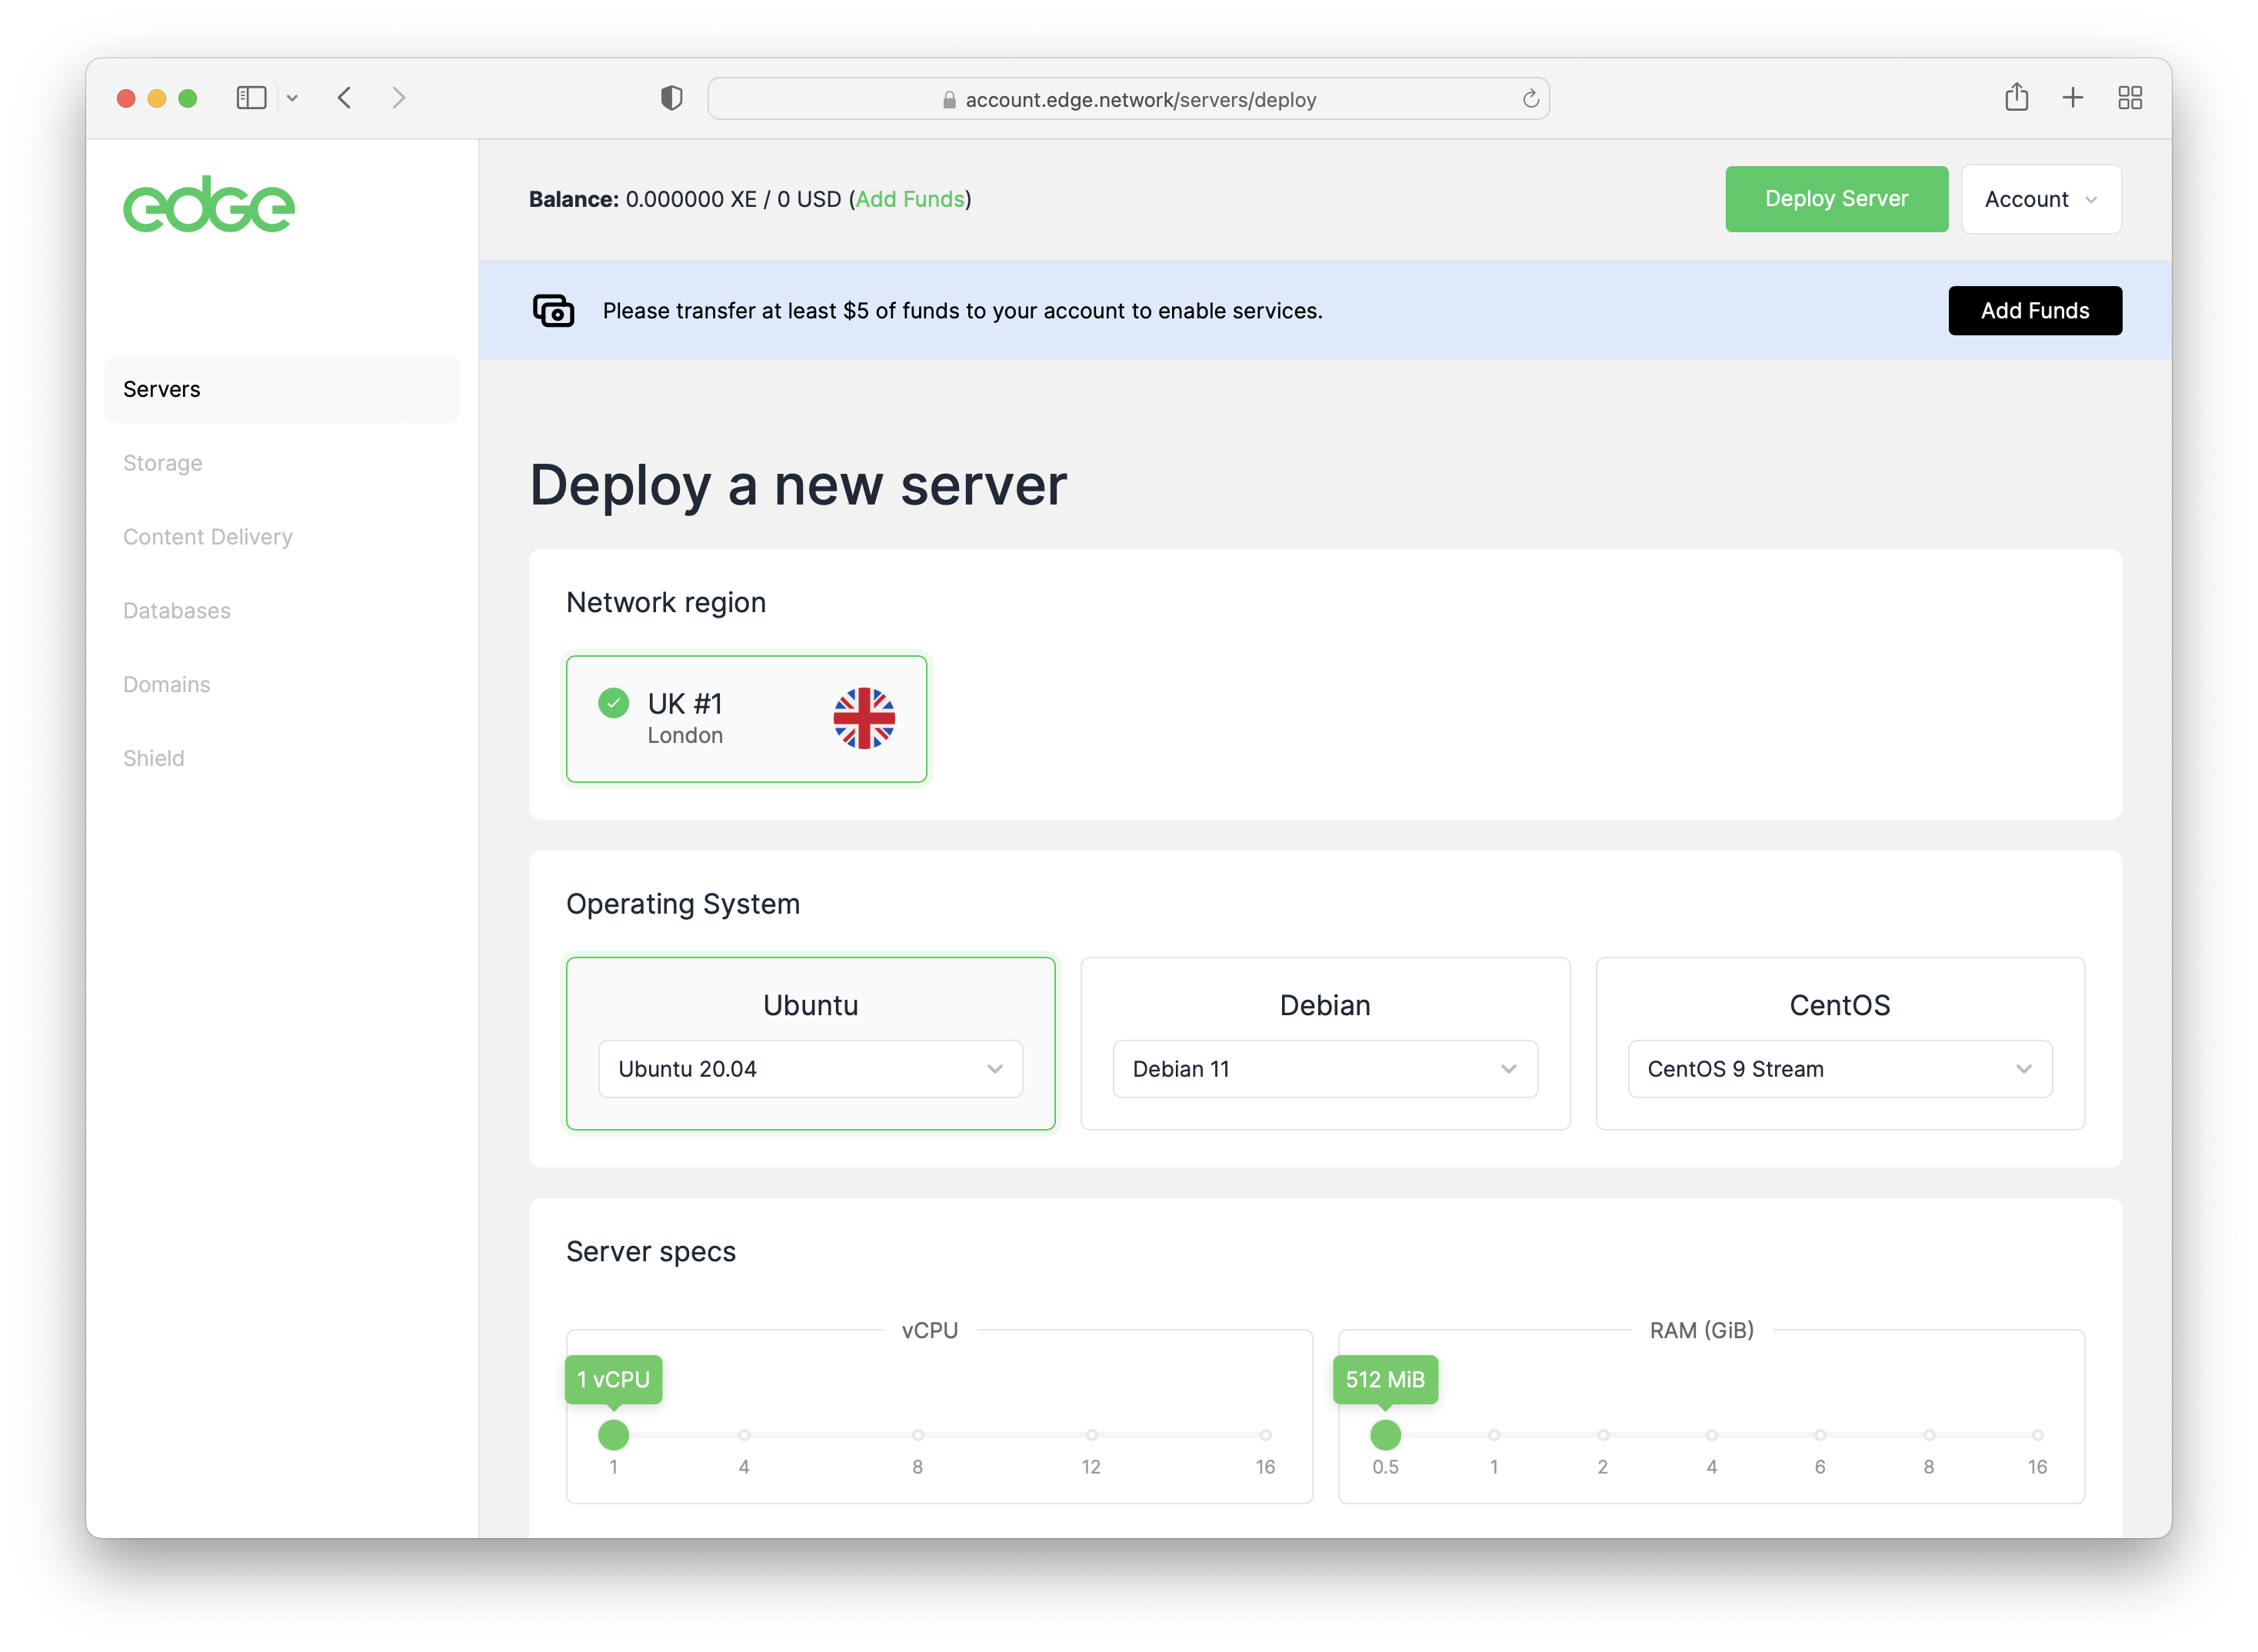 account.edge.network/servers/deploy
edge
Balance: 0.000000 XE / 0 USD (Add Funds)
Deploy Server
Account
Please transfer at least $5 of funds to your account to enable services.
Add Funds
Servers
Storage
Content Delivery
Databases
Domains
Shield
Deploy a new server
Network region
UK #1
London
Operating System
Ubuntu
Debian
CentOS
Ubuntu 20.04
Debian 11
CentOS 9 Stream
Server specs
vCPU
1 vCPU
1 4 8 12 16
RAM (GiB)
512 MiB
0.5 1 2 4 6 8 16